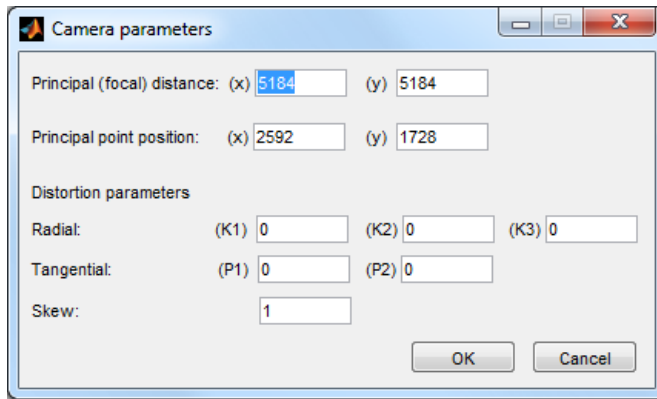 Camera parameters
Principal (focal) distance: (x) 5184 (y) 5184
Principal point position: (x) 2592 (y) 1728
Distortion parameters
Radial: (K1) 0 (K2) 0 (K3) 0
Tangential: (P1) 0 (P2) 0
Skew: 1
OK Cancel